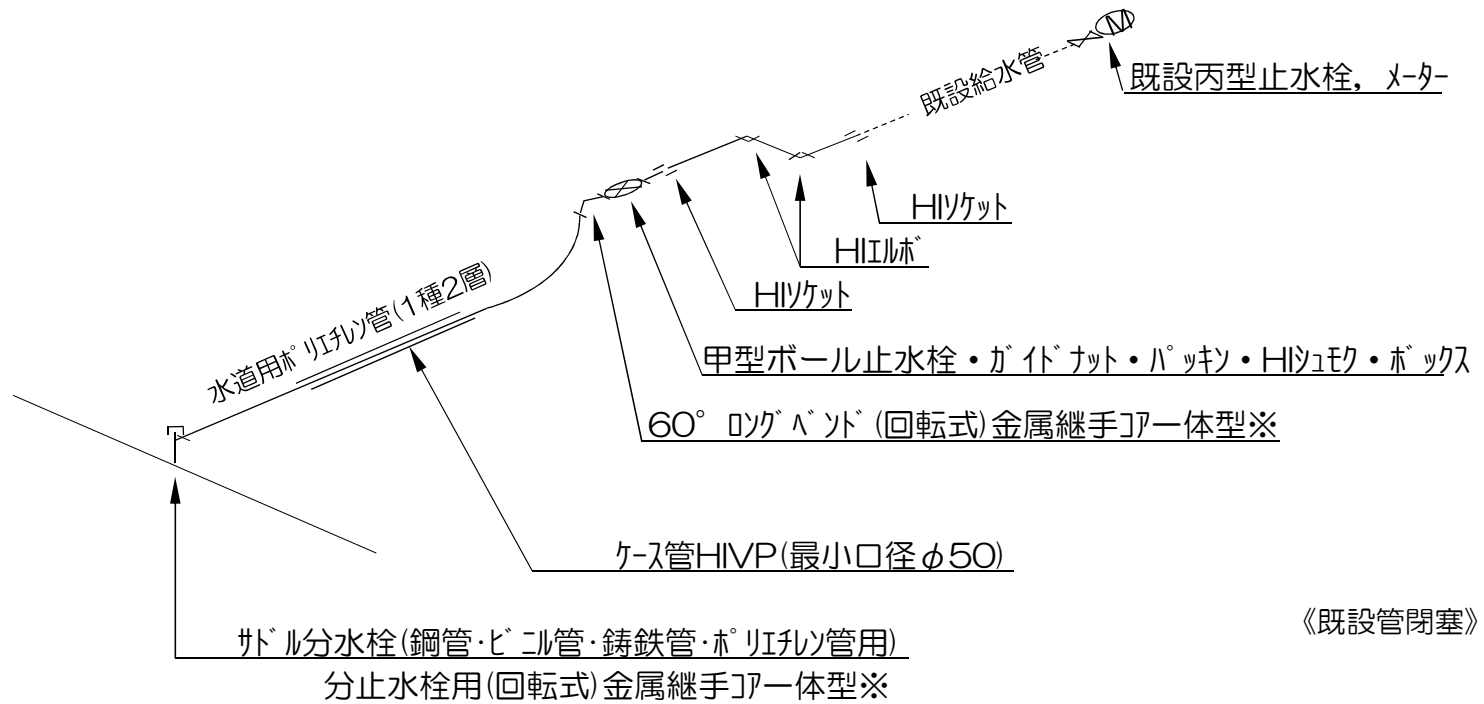 M
既設給水管
既設丙型止水栓，ﾒｰﾀｰ
HIｿｹｯﾄ
HIｴﾙﾎﾞ
HIｿｹｯﾄ
水道用ﾎﾟﾘｴﾁﾚﾝ管(1種2層)
甲型ボール止水栓・ｶﾞｲﾄﾞﾅｯﾄ・ﾊﾟｯｷﾝ・HIｼｭﾓｸ・ﾎﾞｯｸｽ
60°ﾛﾝｸﾞﾍﾞﾝﾄﾞ(回転式)金属継手ｺｱ一体型※
ｹｰｽ管HIVP(最小口径φ50)
《既設管閉塞》
ｻﾄﾞﾙ分水栓(鋼管･ﾋﾞﾆﾙ管･鋳鉄管･ﾎﾟﾘｴﾁﾚﾝ管用)
分止水栓用(回転式)金属継手ｺｱ一体型※